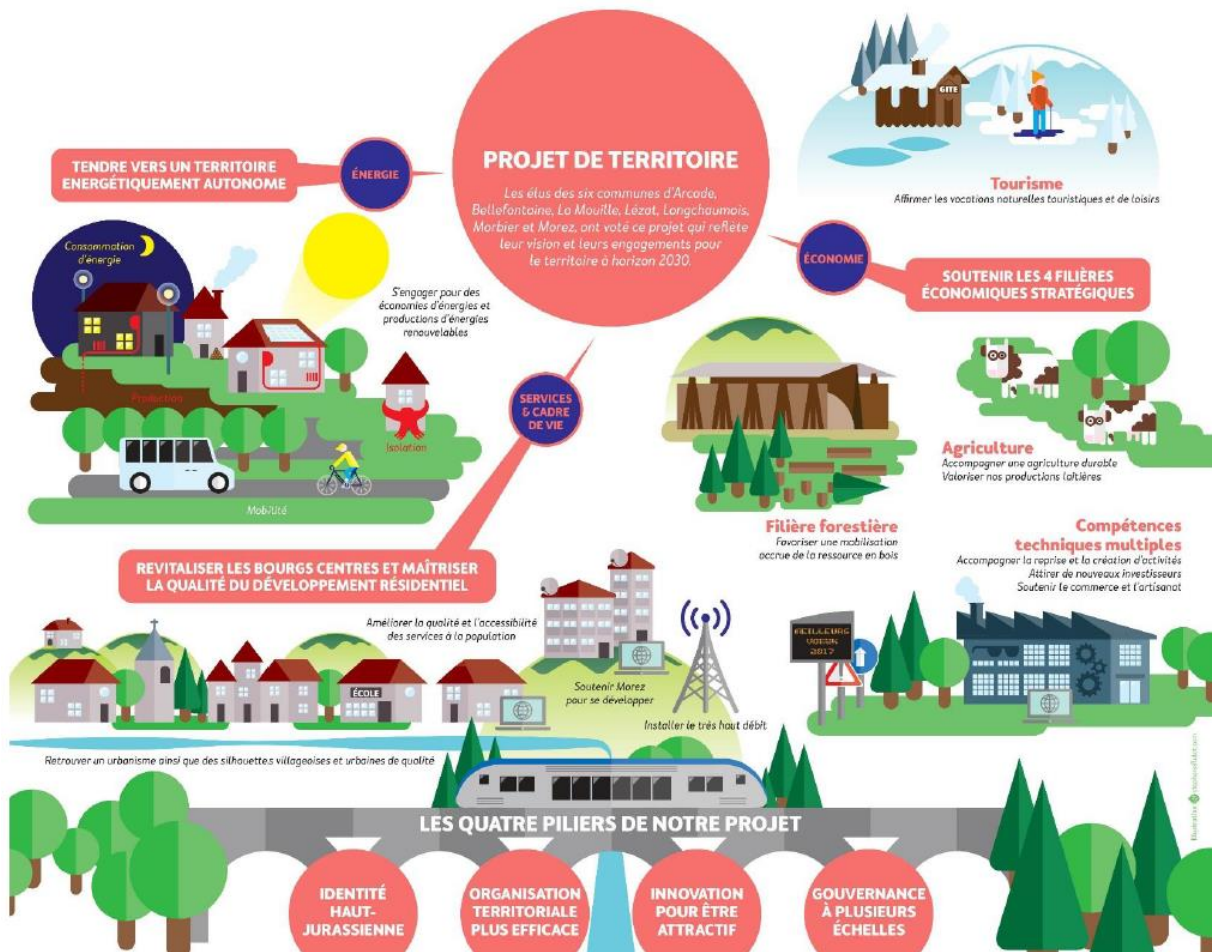 PROJET DE TERRITOIRE
Les élus des six communes d'Arcade,
Bellefontaine, La Mouille, Lézat, Longchaumois,
Morbier et Morez, ont voté ce projet qui reflète
leur vision et leurs engagements pour
le territoire à horizon 2030.
ÉNERGIE
TENDRE VERS UN TERRITOIRE
ENERGÉTIQUEMENT AUTONOME
Consommation
d'énergie
S'engager pour des
économies d'énergies et
productions d'énergies
renouvelables
Production
Isolation
Mobilité
SERVICES
& CADRE
DE VIE
REVITALISER LES BOURGS CENTRES ET MAÎTRISER
LA QUALITÉ DU DÉVELOPPEMENT RÉSIDENTIEL
Améliorer la qualité et l'accessibilité
des services à la population
ÉCOLE
Soutenir Morez
pour se développer
Installer le très haut débit
Retrouver un urbanisme ainsi que des silhouettes villageoises et urbaines de qualité
GITE
Tourisme
Affirmer les vocations naturelles touristiques et de loisirs
ÉCONOMIE
SOUTENIR LES 4 FILIÈRES
ÉCONOMIQUES STRATÉGIQUES
Agriculture
Accompagner une agriculture durable
Valoriser nos productions laitières
Filière forestière
Favoriser une mobilisation
accrue de la ressource en bois
Compétences
techniques multiples
Accompagner la reprise et la création d'activités
Attirer de nouveaux investisseurs
Soutenir le commerce et l'artisanat
MEILLEURS
VOEUX
2017
LES QUATRE PILIERS DE NOTRE PROJET
IDENTITÉ
HAUT-
JURASSIENNE
ORGANISATION
TERRITORIALE
PLUS EFFICACE
INNOVATION
POUR ÊTRE
ATTRACTIF
GOUVERNANCE
À PLUSIEURS
ÉCHELLES
Illustration